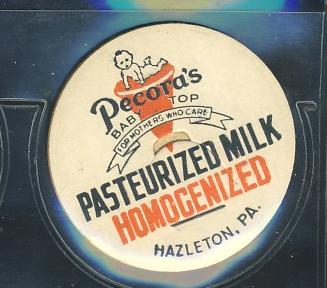 Pecora's
BABY TOP
FOR MOTHERS WHO CARE
PASTEURIZED MILK
HOMOGENIZED
HAZLETON, PA.